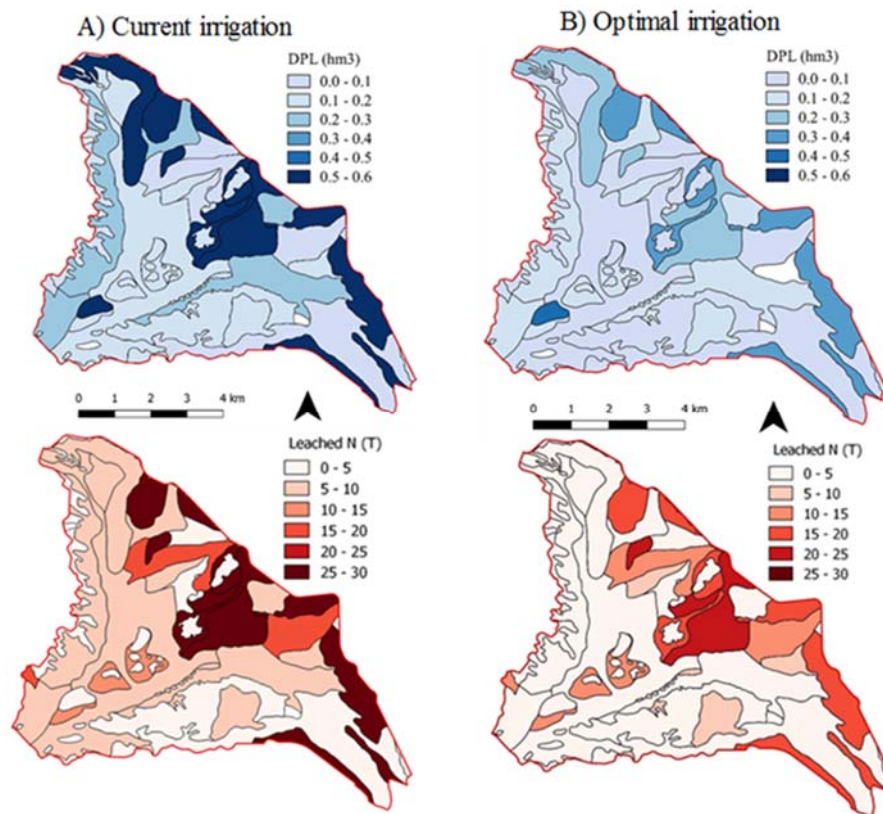 A) Current irrigation
B) Optimal irrigation
DPL (hm3)
0.0 - 0.1
0.1 - 0.2
0.2 - 0.3
0.3 - 0.4
0.4 - 0.5
0.5 - 0.6
DPL (hm3)
0.0 - 0.1
0.1 - 0.2
0.2 - 0.3
0.3 - 0.4
0.4 - 0.5
0.5 - 0.6
0 1 2 3 4 km
0 1 2 3 4 km
Leached N (T)
0 - 5
5 - 10
10 - 15
15 - 20
20 - 25
25 - 30
Leached N (T)
0 - 5
5 - 10
10 - 15
15 - 20
20 - 25
25 - 30